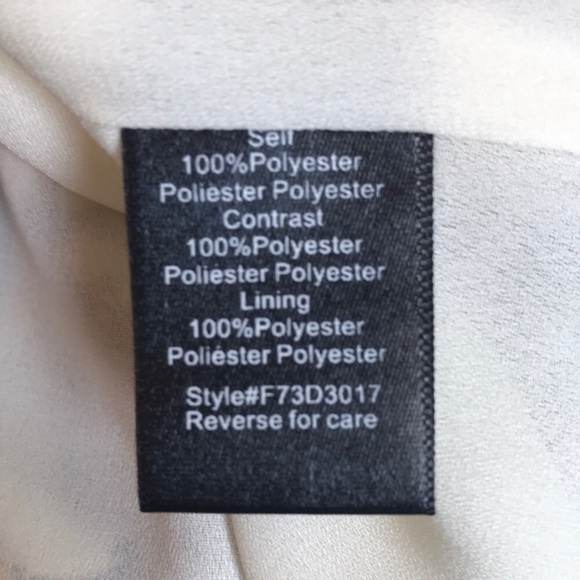 Self
100%Polyester
Polièster Polyester
Contrast
100%Polyester
Poliester Polyester
Lining
100%Polyester
Poliéster Polyester
Style#F73D3017
Reverse for care